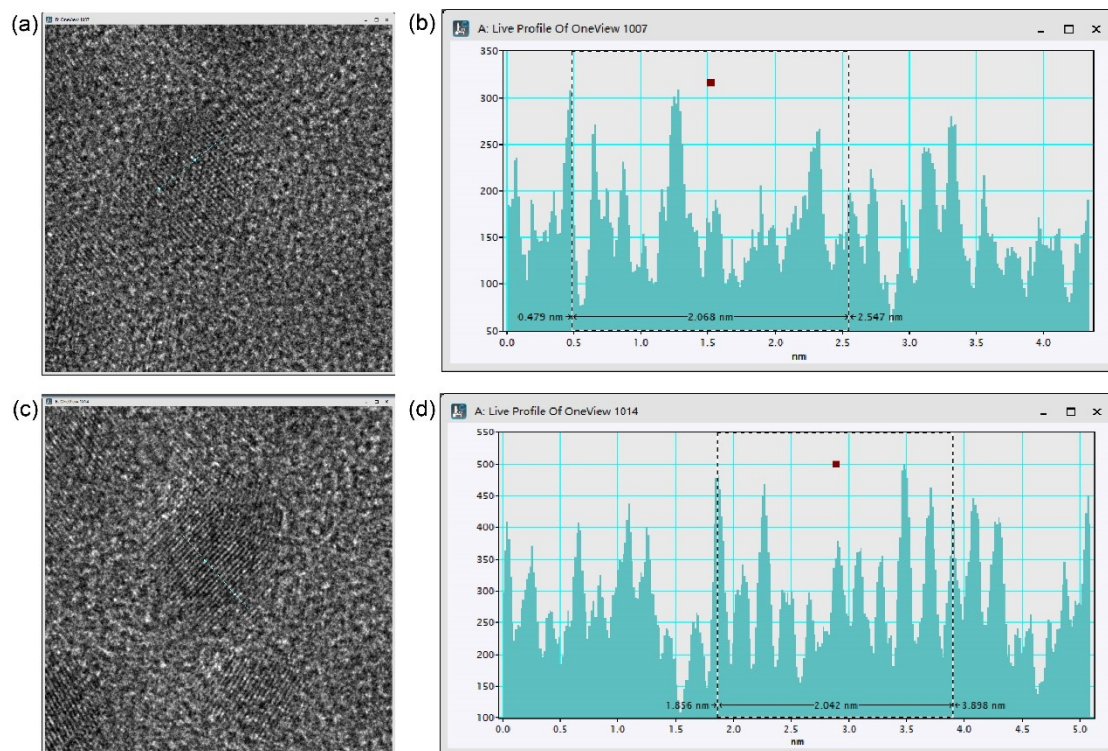 (a)
A: OneView 1007
(b)
A: Live Profile Of OneView 1007
350
300
250
200
150
100
50
0.479 nm
2.068 nm
2.547 nm
0.0 0.5 1.0 1.5 2.0 2.5 3.0 3.5 4.0
nm
(c)
A: OneView 1014
(d)
A: Live Profile Of OneView 1014
550
500
450
400
350
300
250
200
150
100
1.856 nm
2.042 nm
3.898 nm
0.0 0.5 1.0 1.5 2.0 2.5 3.0 3.5 4.0 4.5 5.0
nm